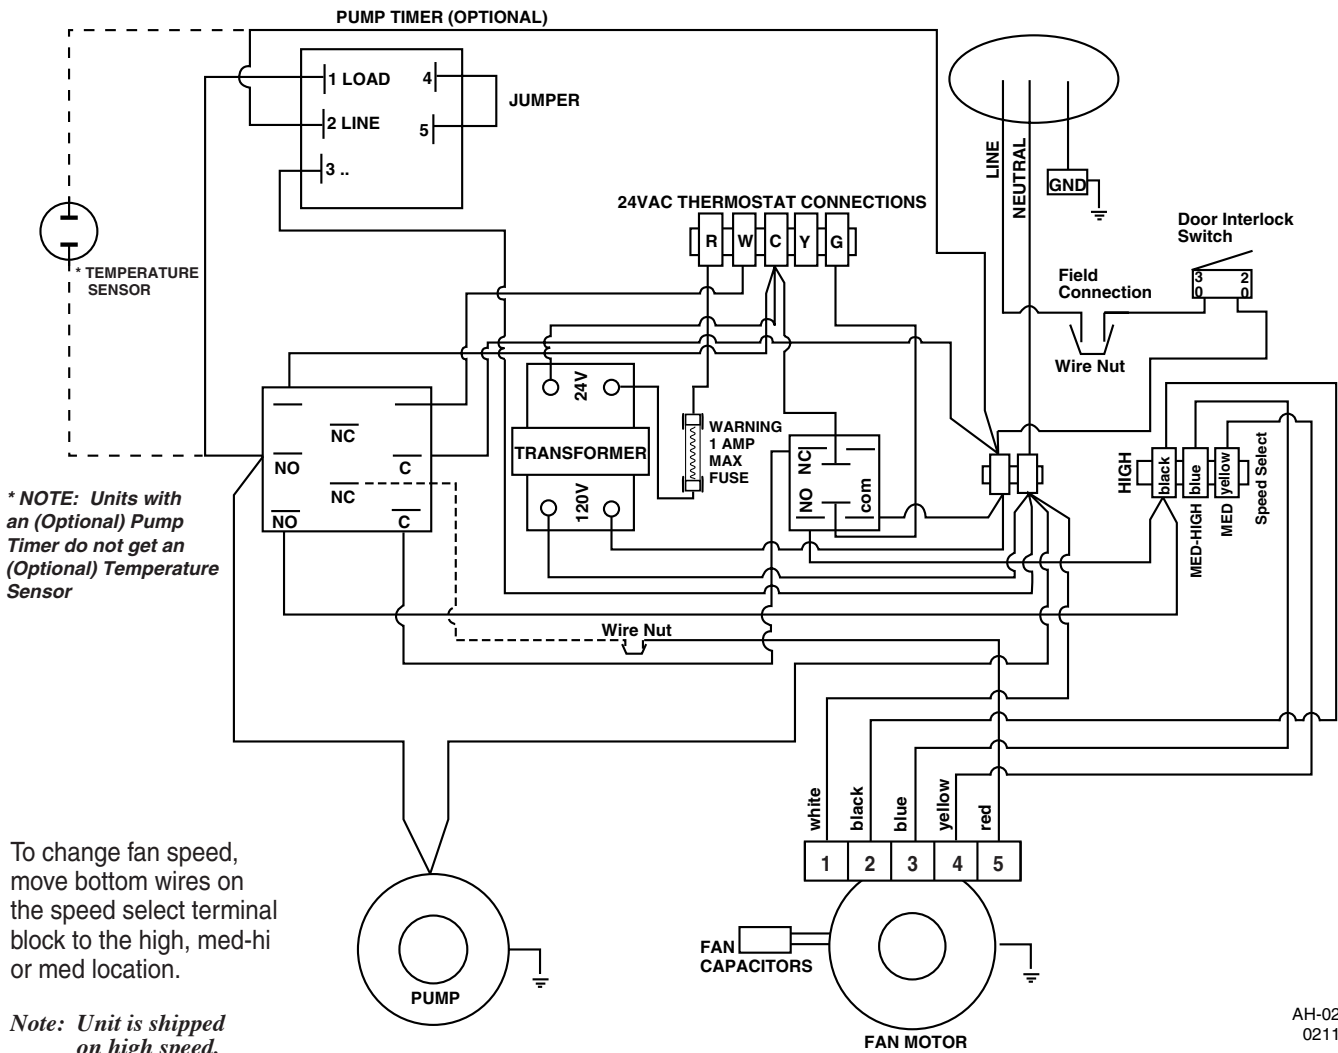 PUMP TIMER (OPTIONAL)
1 LOAD
4
JUMPER
2 LINE
5
3 ..
LINE
NEUTRAL
GND
24VAC THERMOSTAT CONNECTIONS
R W C Y G
Door Interlock
Switch
3 2
0 0
Field
Connection
Wire Nut
* TEMPERATURE
SENSOR
NC
NO
C
NC
NO
C
24V
TRANSFORMER
120V
WARNING
1 AMP
MAX
FUSE
NC
NO
com
HIGH
black
blue
yellow
MED-HIGH
MED
Speed Select
* NOTE: Units with
an (Optional) Pump
Timer do not get an
(Optional) Temperature
Sensor
Wire Nut
white
black
blue
yellow
red
1 2 3 4 5
To change fan speed,
move bottom wires on
the speed select terminal
block to the high, med-hi
or med location.
Note: Unit is shipped
on high speed.
PUMP
FAN
CAPACITORS
FAN MOTOR
AH-02
0211